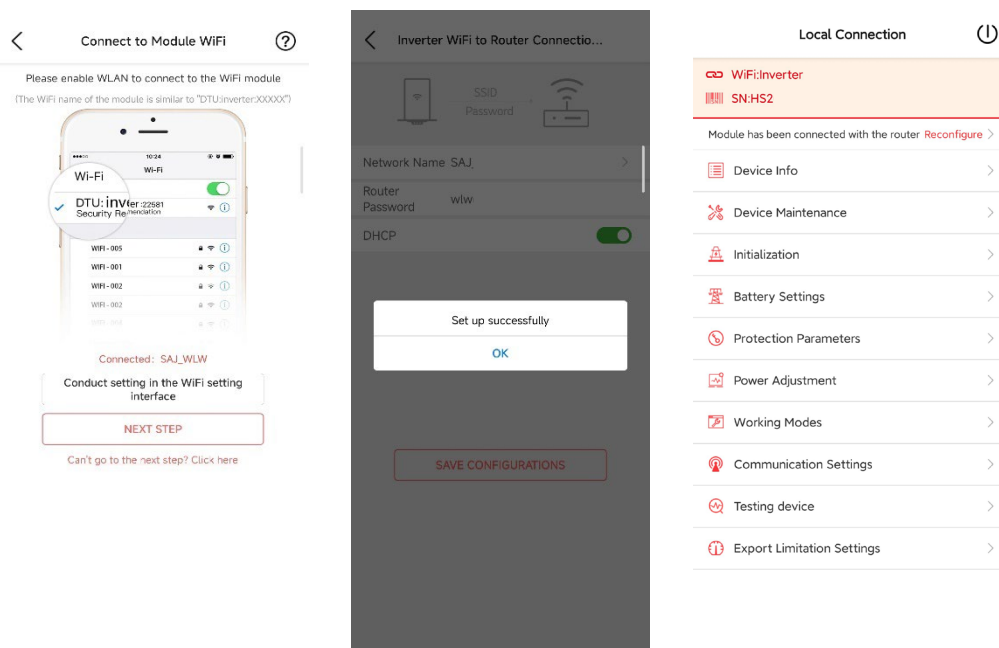 Connect to Module WiFi
?
Please enable WLAN to connect to the WiFi module
(The WiFi name of the module is similar to "DTU:inverter:XXXXX")
10:24
Wi-Fi
Wi-Fi
DTU: inverter :22581
Security Recommendation
WIFI - 005
WIFI - 001
WIFI - 002
WIFI - 002
Connected: SAJ_WLW
Conduct setting in the WiFi setting
interface
NEXT STEP
Can't go to the next step? Click here
Inverter WiFi to Router Connectio...
SSID
Password
Network Name SAJ_
Router
Password
wlw
DHCP
Set up successfully
OK
SAVE CONFIGURATIONS
Local Connection
WiFi:Inverter
SN:HS2
Module has been connected with the router Reconfigure
Device Info
Device Maintenance
Initialization
Battery Settings
Protection Parameters
Power Adjustment
Working Modes
Communication Settings
Testing device
Export Limitation Settings